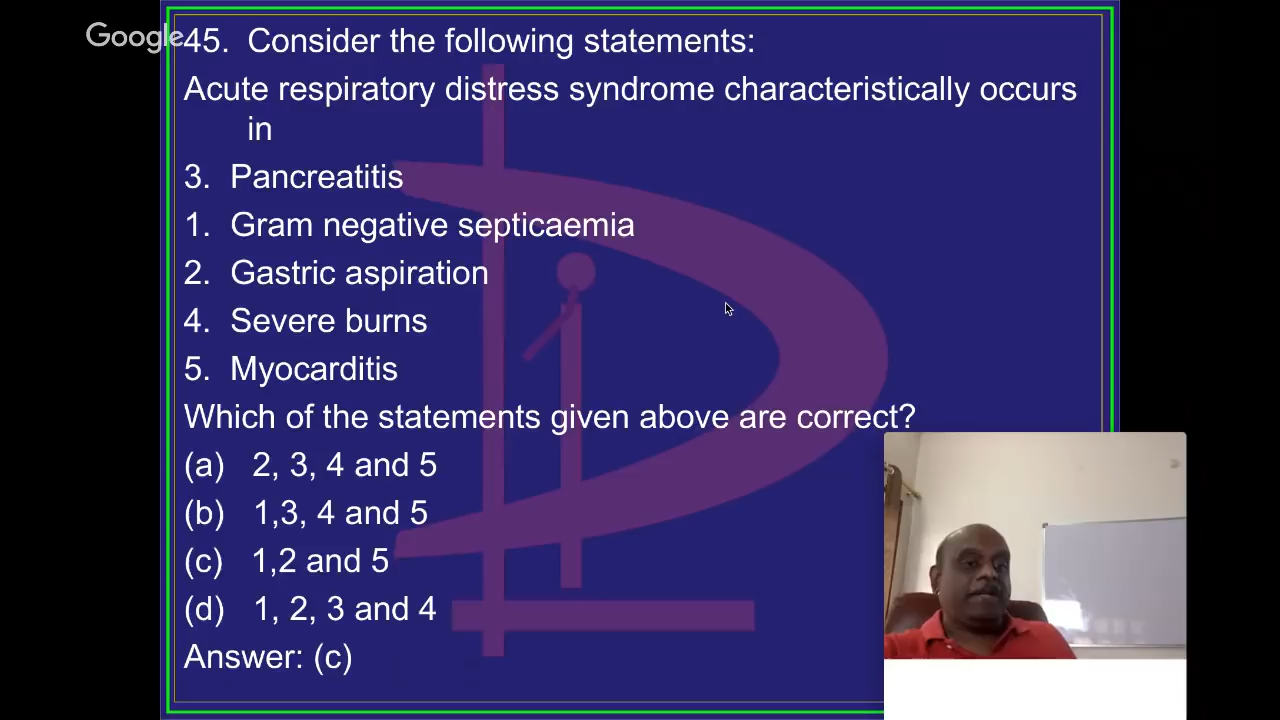 Google
45. Consider the following statements:
Acute respiratory distress syndrome characteristically occurs
in
3. Pancreatitis
1. Gram negative septicaemia
2. Gastric aspiration
4. Severe burns
5. Myocarditis
Which of the statements given above are correct?
(a) 2, 3, 4 and 5
(b) 1,3, 4 and 5
(c) 1,2 and 5
(d) 1, 2, 3 and 4
Answer: (c)